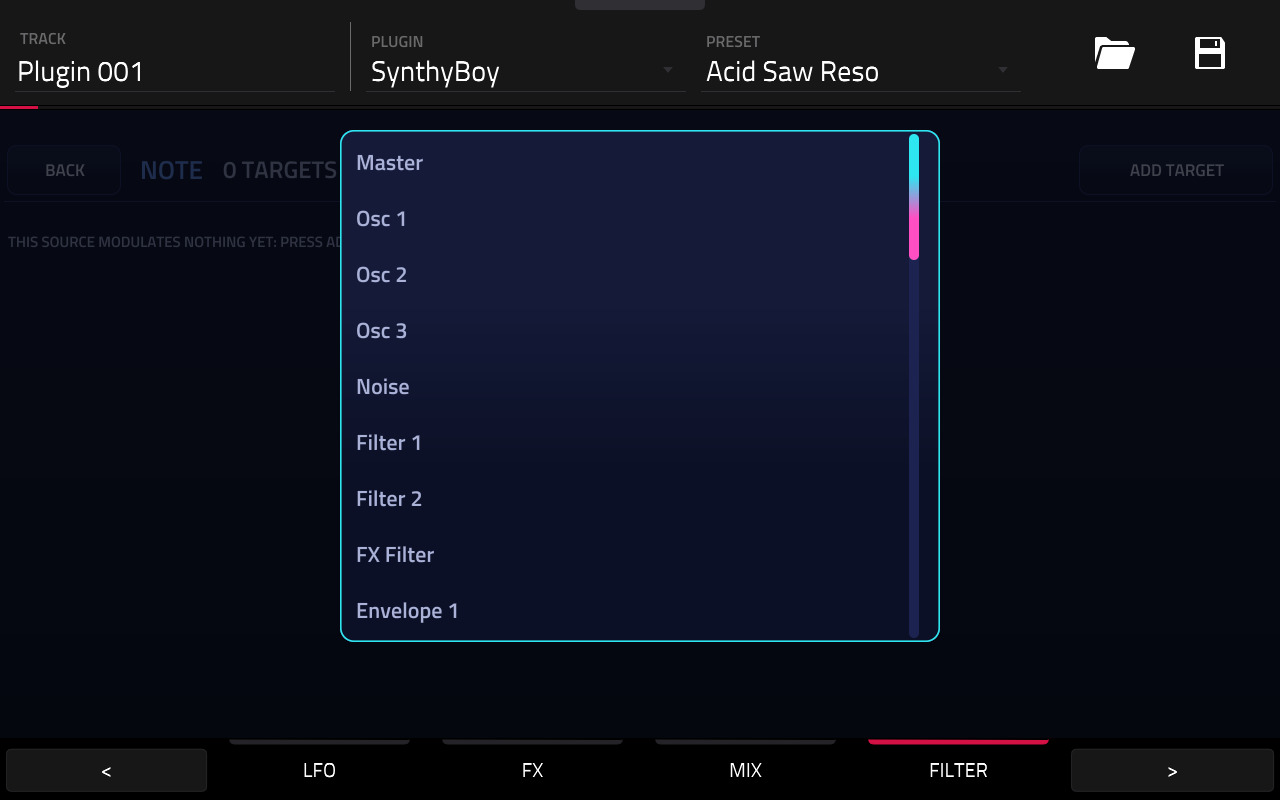 TRACK
Plugin 001
PLUGIN
SynthyBoy
PRESET
Acid Saw Reso
BACK
NOTE
0 TARGETS
ADD TARGET
THIS SOURCE MODULATES NOTHING YET: PRESS
Master
Osc 1
Osc 2
Osc 3
Noise
Filter 1
Filter 2
FX Filter
Envelope 1
<
LFO
FX
MIX
FILTER
>